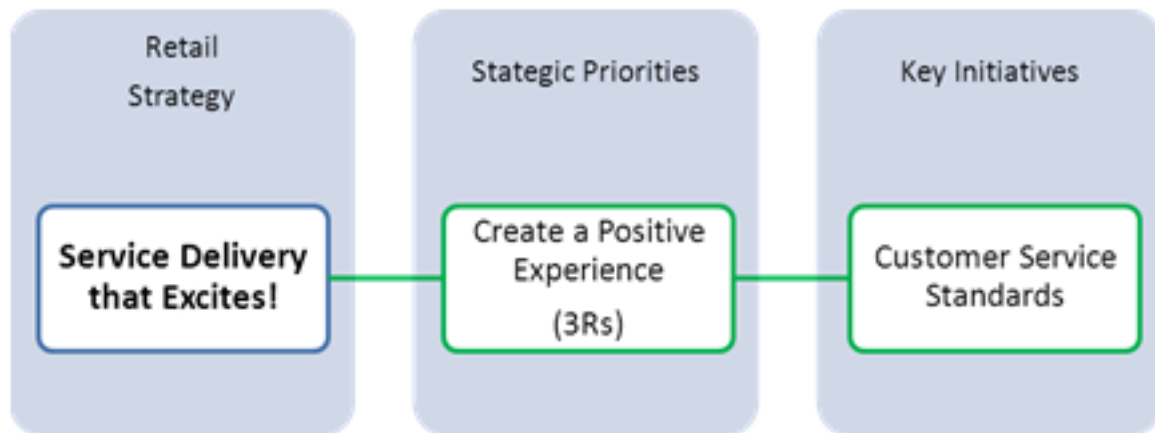 Retail
Strategy
Stategic Priorities
Key Initiatives
Service Delivery
that Excites!
Create a Positive
Experience
(3Rs)
Customer Service
Standards